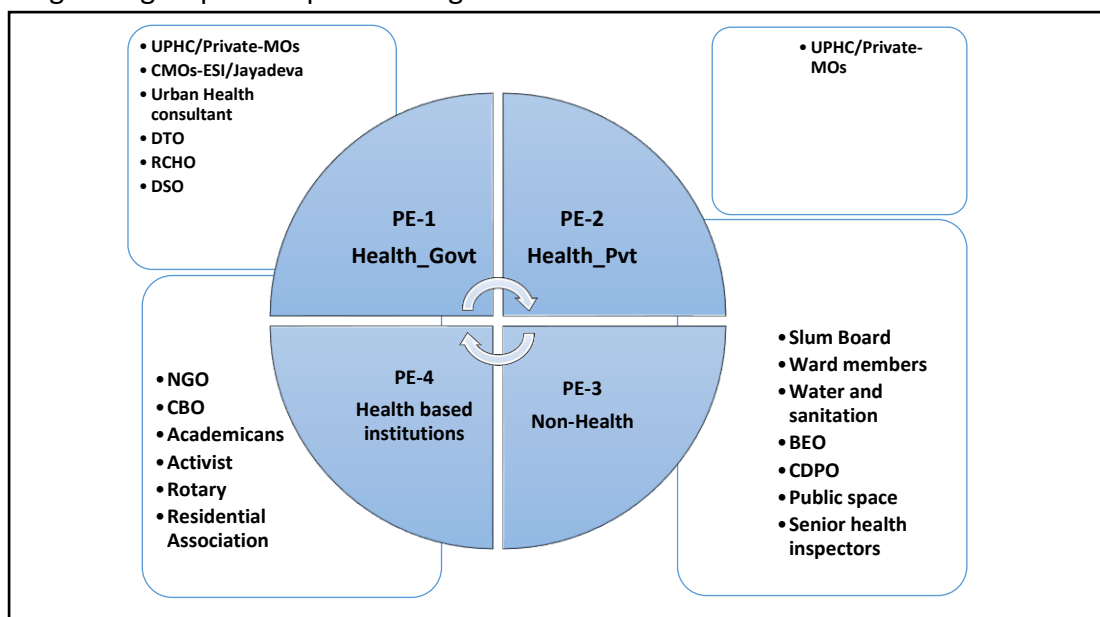 • UPHC/Private-MOs
• CMOs-ESI/Jayadeva
• Urban Health
consultant
• DTO
• RCHO
• DSO
• UPHC/Private-
MOs
PE-1
Health_Govt
PE-2
Health_Pvt
PE-4
Health based
institutions
PE-3
Non-Health
• NGO
• CBO
• Academicans
• Activist
• Rotary
• Residential
Association
• Slum Board
• Ward members
• Water and
sanitation
• BEO
• CDPO
• Public space
• Senior health
inspectors